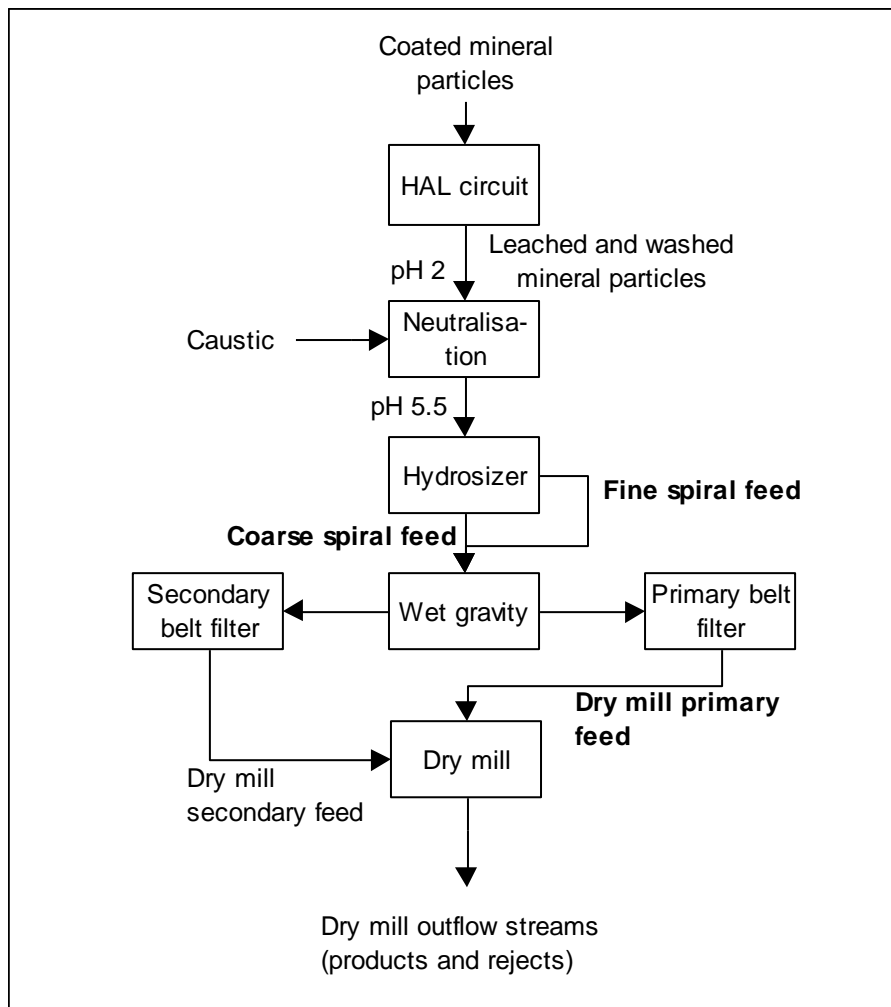 Coated mineral
particles
HAL circuit
Leached and washed
mineral particles
pH 2
Caustic
Neutralisa-
tion
pH 5.5
Hydrosizer
Fine spiral feed
Coarse spiral feed
Secondary
belt filter
Wet gravity
Primary belt
filter
Dry mill primary
feed
Dry mill
Dry mill
secondary feed
Dry mill outflow streams
(products and rejects)